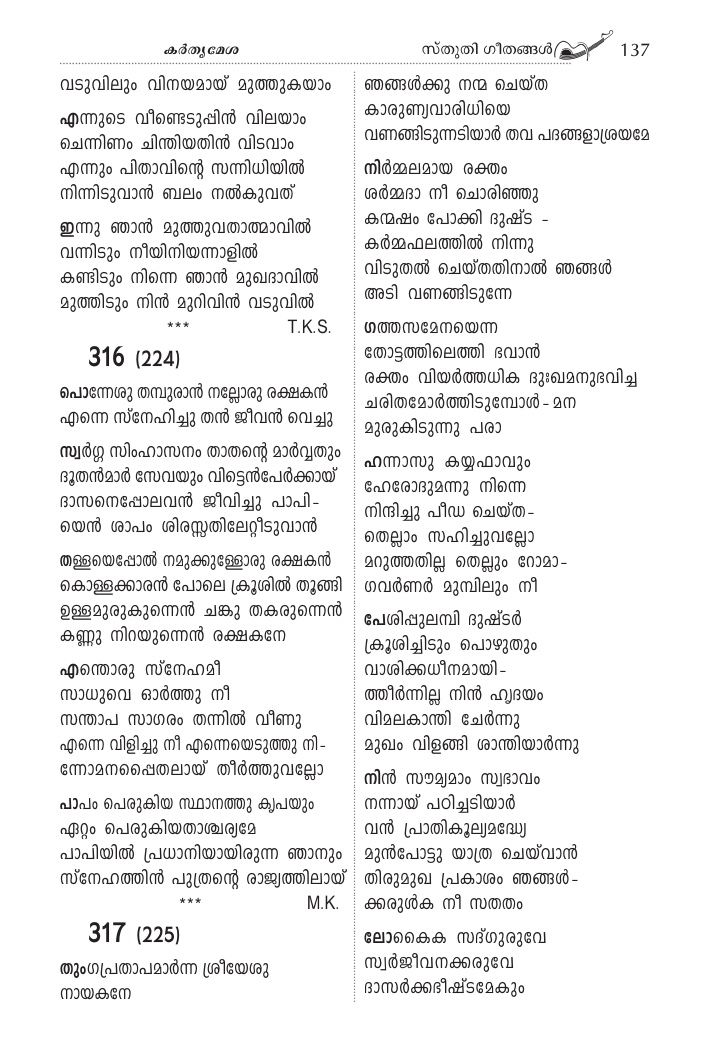 കർതൃമേശ
സ്തുതി ഗീതങ്ങൾ 137
വടുവിലും വിനയമായ് മുത്തുകയാം
എന്നുടെ വീണ്ടെടുപ്പിൻ വിലയാം
ചെന്നിണം ചിന്തിയതിൻ വിടവാം
എന്നും പിതാവിന്റെ സന്നിധിയിൽ
നിന്നിടുവാൻ ബലം നൽകുവത്
ഇന്നു ഞാൻ മുത്തുവതാത്മാവിൽ
വന്നിടും നീയിനിയന്നാളിൽ
കണ്ടിടും നിന്നെ ഞാൻ മുഖദാവിൽ
മുത്തിടും നിൻ മുറിവിൻ വടുവിൽ
*** T.K.S.
316 (224)
പൊന്നേശു തമ്പുരാൻ നല്ലോരു രക്ഷകൻ
എന്നെ സ്നേഹിച്ചു തൻ ജീവൻ വെച്ചു
സ്വർഗ്ഗ സിംഹാസനം താതന്റെ മാർവ്വതും
ദൂതൻമാർ സേവയും വിട്ടെൻപേർക്കായ്
ദാസനെപ്പോലവൻ ജീവിച്ചു പാപി-
യെൻ ശാപം ശിരസ്സതിലേറ്റീടുവാൻ
തള്ളയെപ്പോൽ നമുക്കുള്ളോരു രക്ഷകൻ
കൊള്ളക്കാരൻ പോലെ ക്രൂശിൽ തൂങ്ങി
ഉള്ളമുരുകുന്നെൻ ചങ്കു തകരുന്നെൻ
കണ്ണു നിറയുന്നെൻ രക്ഷകനേ
എന്തൊരു സ്നേഹമീ
സാധുവെ ഓർത്തു നീ
സന്താപ സാഗരം തന്നിൽ വീണു
എന്നെ വിളിച്ചു നീ എന്നെയെടുത്തു നി-
ന്നോമനപ്പൈതലായ് തീർത്തുവല്ലോ
പാപം പെരുകിയ സ്ഥാനത്തു കൃപയും
ഏറ്റം പെരുകിയതാശ്ചര്യമേ
പാപിയിൽ പ്രധാനിയായിരുന്ന ഞാനും
സ്നേഹത്തിൻ പുത്രന്റെ രാജ്യത്തിലായ്
*** M.K.
317 (225)
തുംഗപ്രതാപമാർന്ന ശ്രീയേശു
നായകനേ
ഞങ്ങൾക്കു നന്മ ചെയ്ത
കാരുണ്യവാരിധിയെ
വണങ്ങിടുന്നടിയാർ തവ പദങ്ങളാശ്രയമേ
നിർമ്മലമായ രക്തം
ശർമ്മദാ നീ ചൊരിഞ്ഞു
കന്മഷം പോക്കി ദുഷ്ട -
കർമ്മഫലത്തിൽ നിന്നു
വിടുതൽ ചെയ്തതിനാൽ ഞങ്ങൾ
അടി വണങ്ങിടുന്നേ
ഗത്തസമേനയെന്ന
തോട്ടത്തിലെത്തി ഭവാൻ
രക്തം വിയർത്തധിക ദുഃഖമനുഭവിച്ച
ചരിതമോർത്തിടുമ്പോൾ-മന
മുരുകിടുന്നു പരാ
ഹന്നാസു കയ്യഫാവും
ഹേരോദുമന്നു നിന്നെ
നിന്ദിച്ചു പീഡ ചെയ്ത-
തെല്ലാം സഹിച്ചുവല്ലോ
മറുത്തതില്ല തെല്ലും റോമാ-
ഗവർണർ മുമ്പിലും നീ
പേശിപ്പുലമ്പി ദുഷ്ടർ
ക്രൂശിച്ചിടും പൊഴുതും
വാശിക്കധീനമായി-
ത്തീർന്നില്ല നിൻ ഹൃദയം
വിമലകാന്തി ചേർന്നു
മുഖം വിളങ്ങി ശാന്തിയാർന്നു
നിൻ സൗമ്യമാം സ്വഭാവം
നന്നായ് പഠിച്ചടിയാർ
വൻ പ്രാതികൂല്യമദ്ധ്യേ
മുൻപോട്ടു യാത്ര ചെയ്‌വാൻ
തിരുമുഖ പ്രകാശം ഞങ്ങൾ-
ക്കരുൾക നീ സതതം
ലോകൈക സദ്ഗുരുവേ
സ്വർജീവനക്കരുവേ
ദാസർക്കഭീഷ്ടമേകും